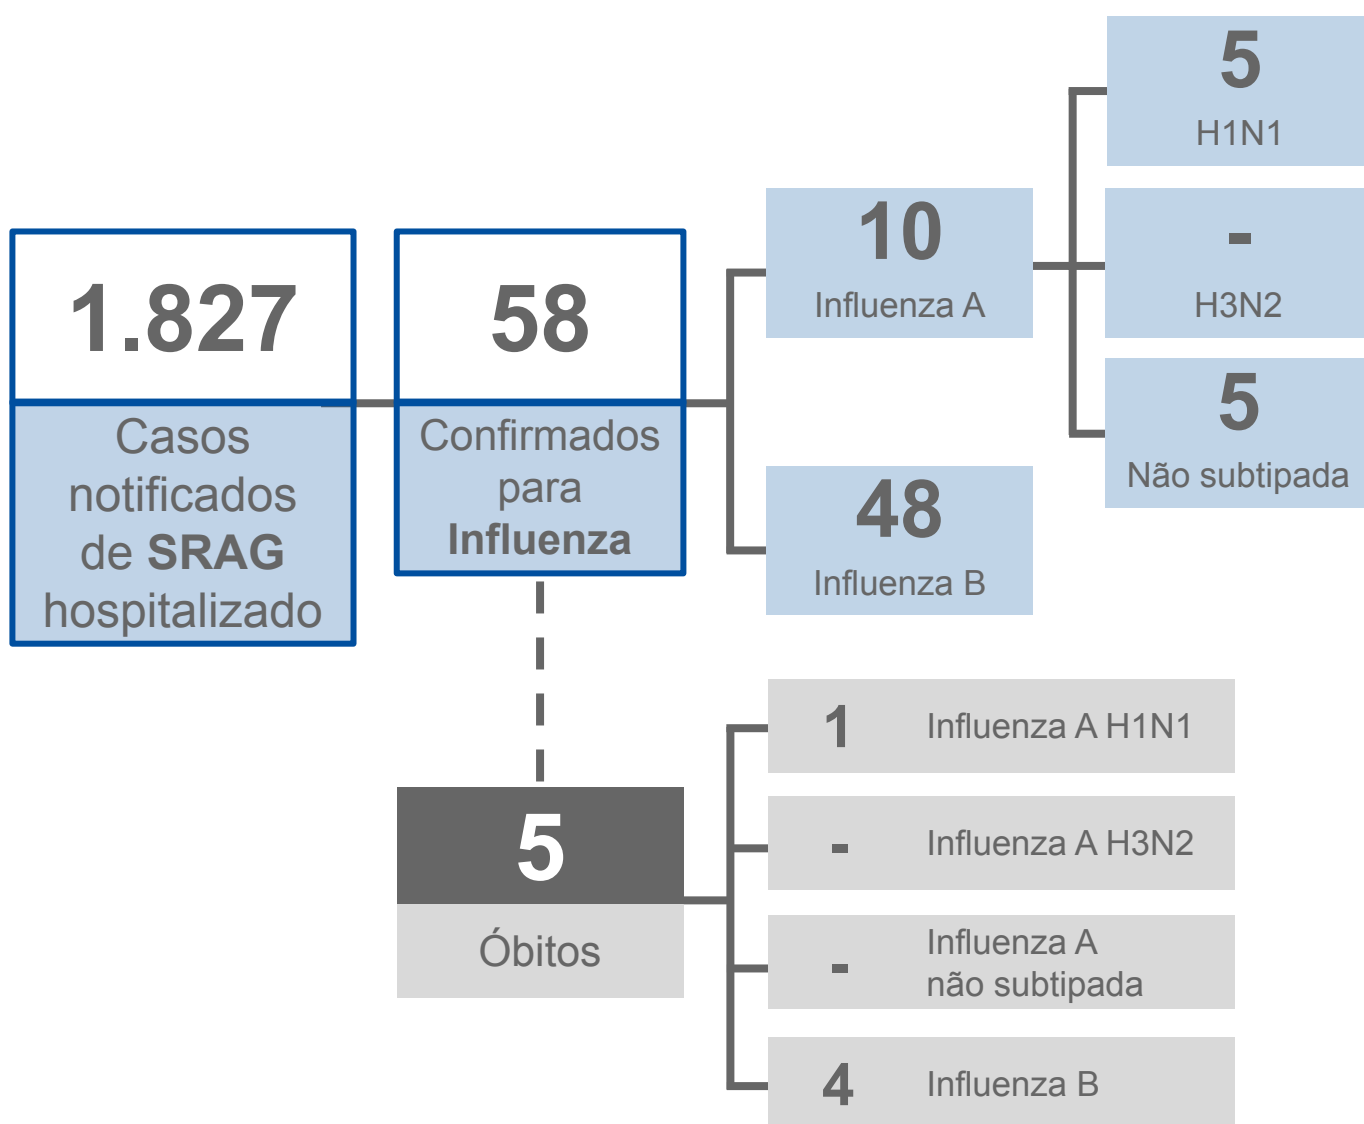 1.827
Casos
notificados
de SRAG
hospitalizado
58
Confirmados
para
Influenza
10
Influenza A
48
Influenza B
5
H1N1
-
H3N2
5
Não subtipada
5
Óbitos
1 Influenza A H1N1
- Influenza A H3N2
- Influenza A
não subtipada
4 Influenza B